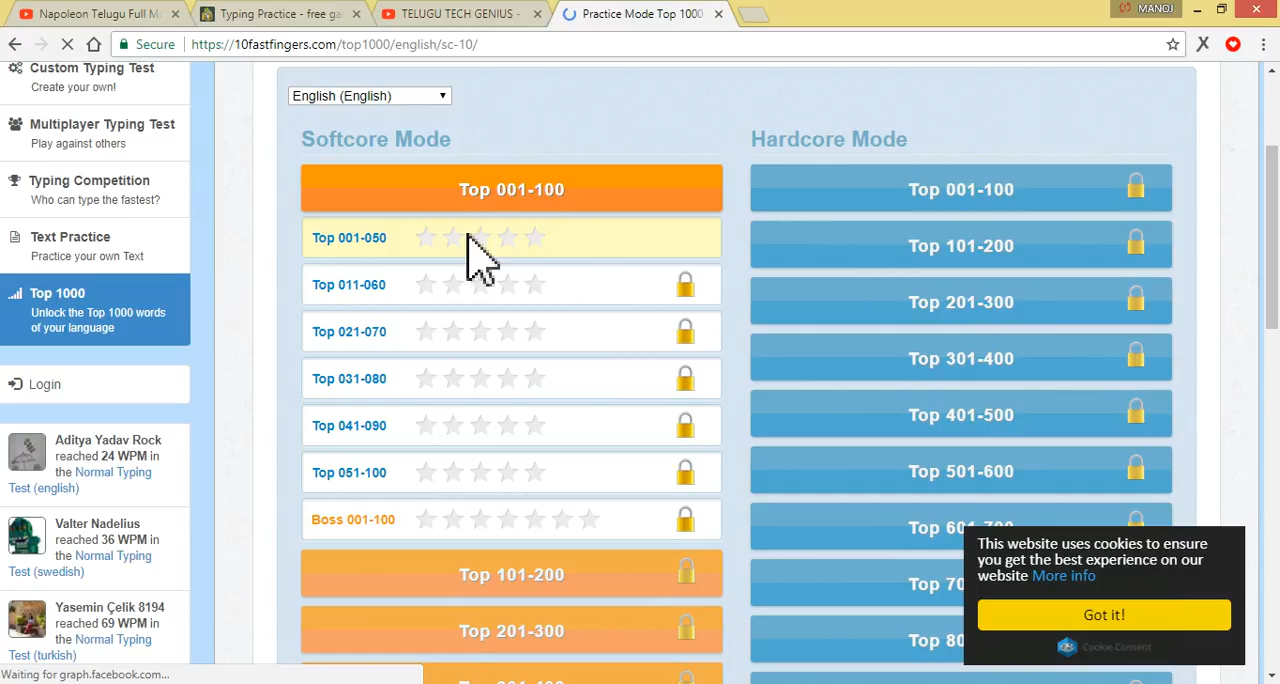 Napoleon Telugu Full M
Typing Practice - free ga
TELUGU TECH GENIUS -
Practice Mode Top 1000
MANOJ
Secure
https://10fastfingers.com/top1000/english/sc-10/
Custom Typing Test
Create your own!
Multiplayer Typing Test
Play against others
Typing Competition
Who can type the fastest?
Text Practice
Practice your own Text
Top 1000
Unlock the Top 1000 words
of your language
Login
Aditya Yadav Rock
reached 24 WPM in
the Normal Typing
Test (english)
Valter Nadelius
reached 36 WPM in
the Normal Typing
Test (swedish)
Yasemin Çelik 8194
reached 69 WPM in
the Normal Typing
Test (turkish)
Waiting for graph.facebook.com...
English (English)
Softcore Mode
Top 001-100
Top 001-050
Top 011-060
Top 021-070
Top 031-080
Top 041-090
Top 051-100
Boss 001-100
Top 101-200
Top 201-300
Hardcore Mode
Top 001-100
Top 101-200
Top 201-300
Top 301-400
Top 401-500
Top 501-600
Top 601-700
Top 70
Top 80
This website uses cookies to ensure
you get the best experience on our
website More info
Got it!
Cookie Consent